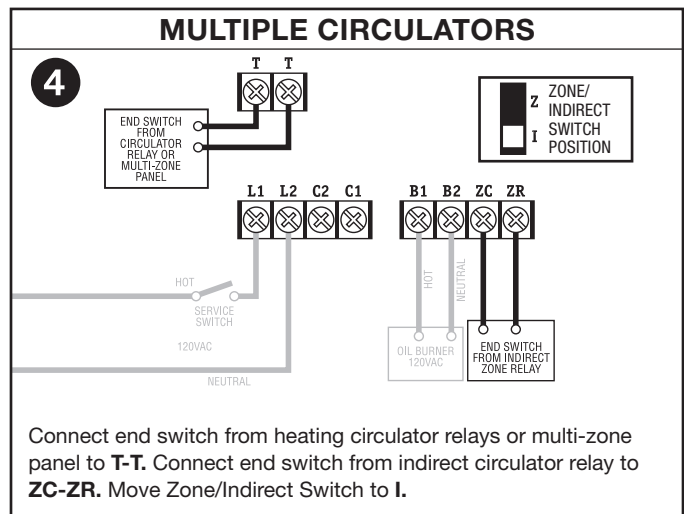 MULTIPLE CIRCULATORS
4
T T
END SWITCH
FROM
CIRCULATOR
RELAY OR
MULTI-ZONE
PANEL
Z
I
ZONE/
INDIRECT
SWITCH
POSITION
L1 L2 C2 C1
B1 B2 ZC ZR
HOT
SERVICE
SWITCH
120VAC
NEUTRAL
HOT
NEUTRAL
OIL BURNER
120VAC
END SWITCH
FROM INDIRECT
ZONE RELAY
Connect end switch from heating circulator relays or multi-zone
panel to T-T. Connect end switch from indirect circulator relay to
ZC-ZR. Move Zone/Indirect Switch to I.